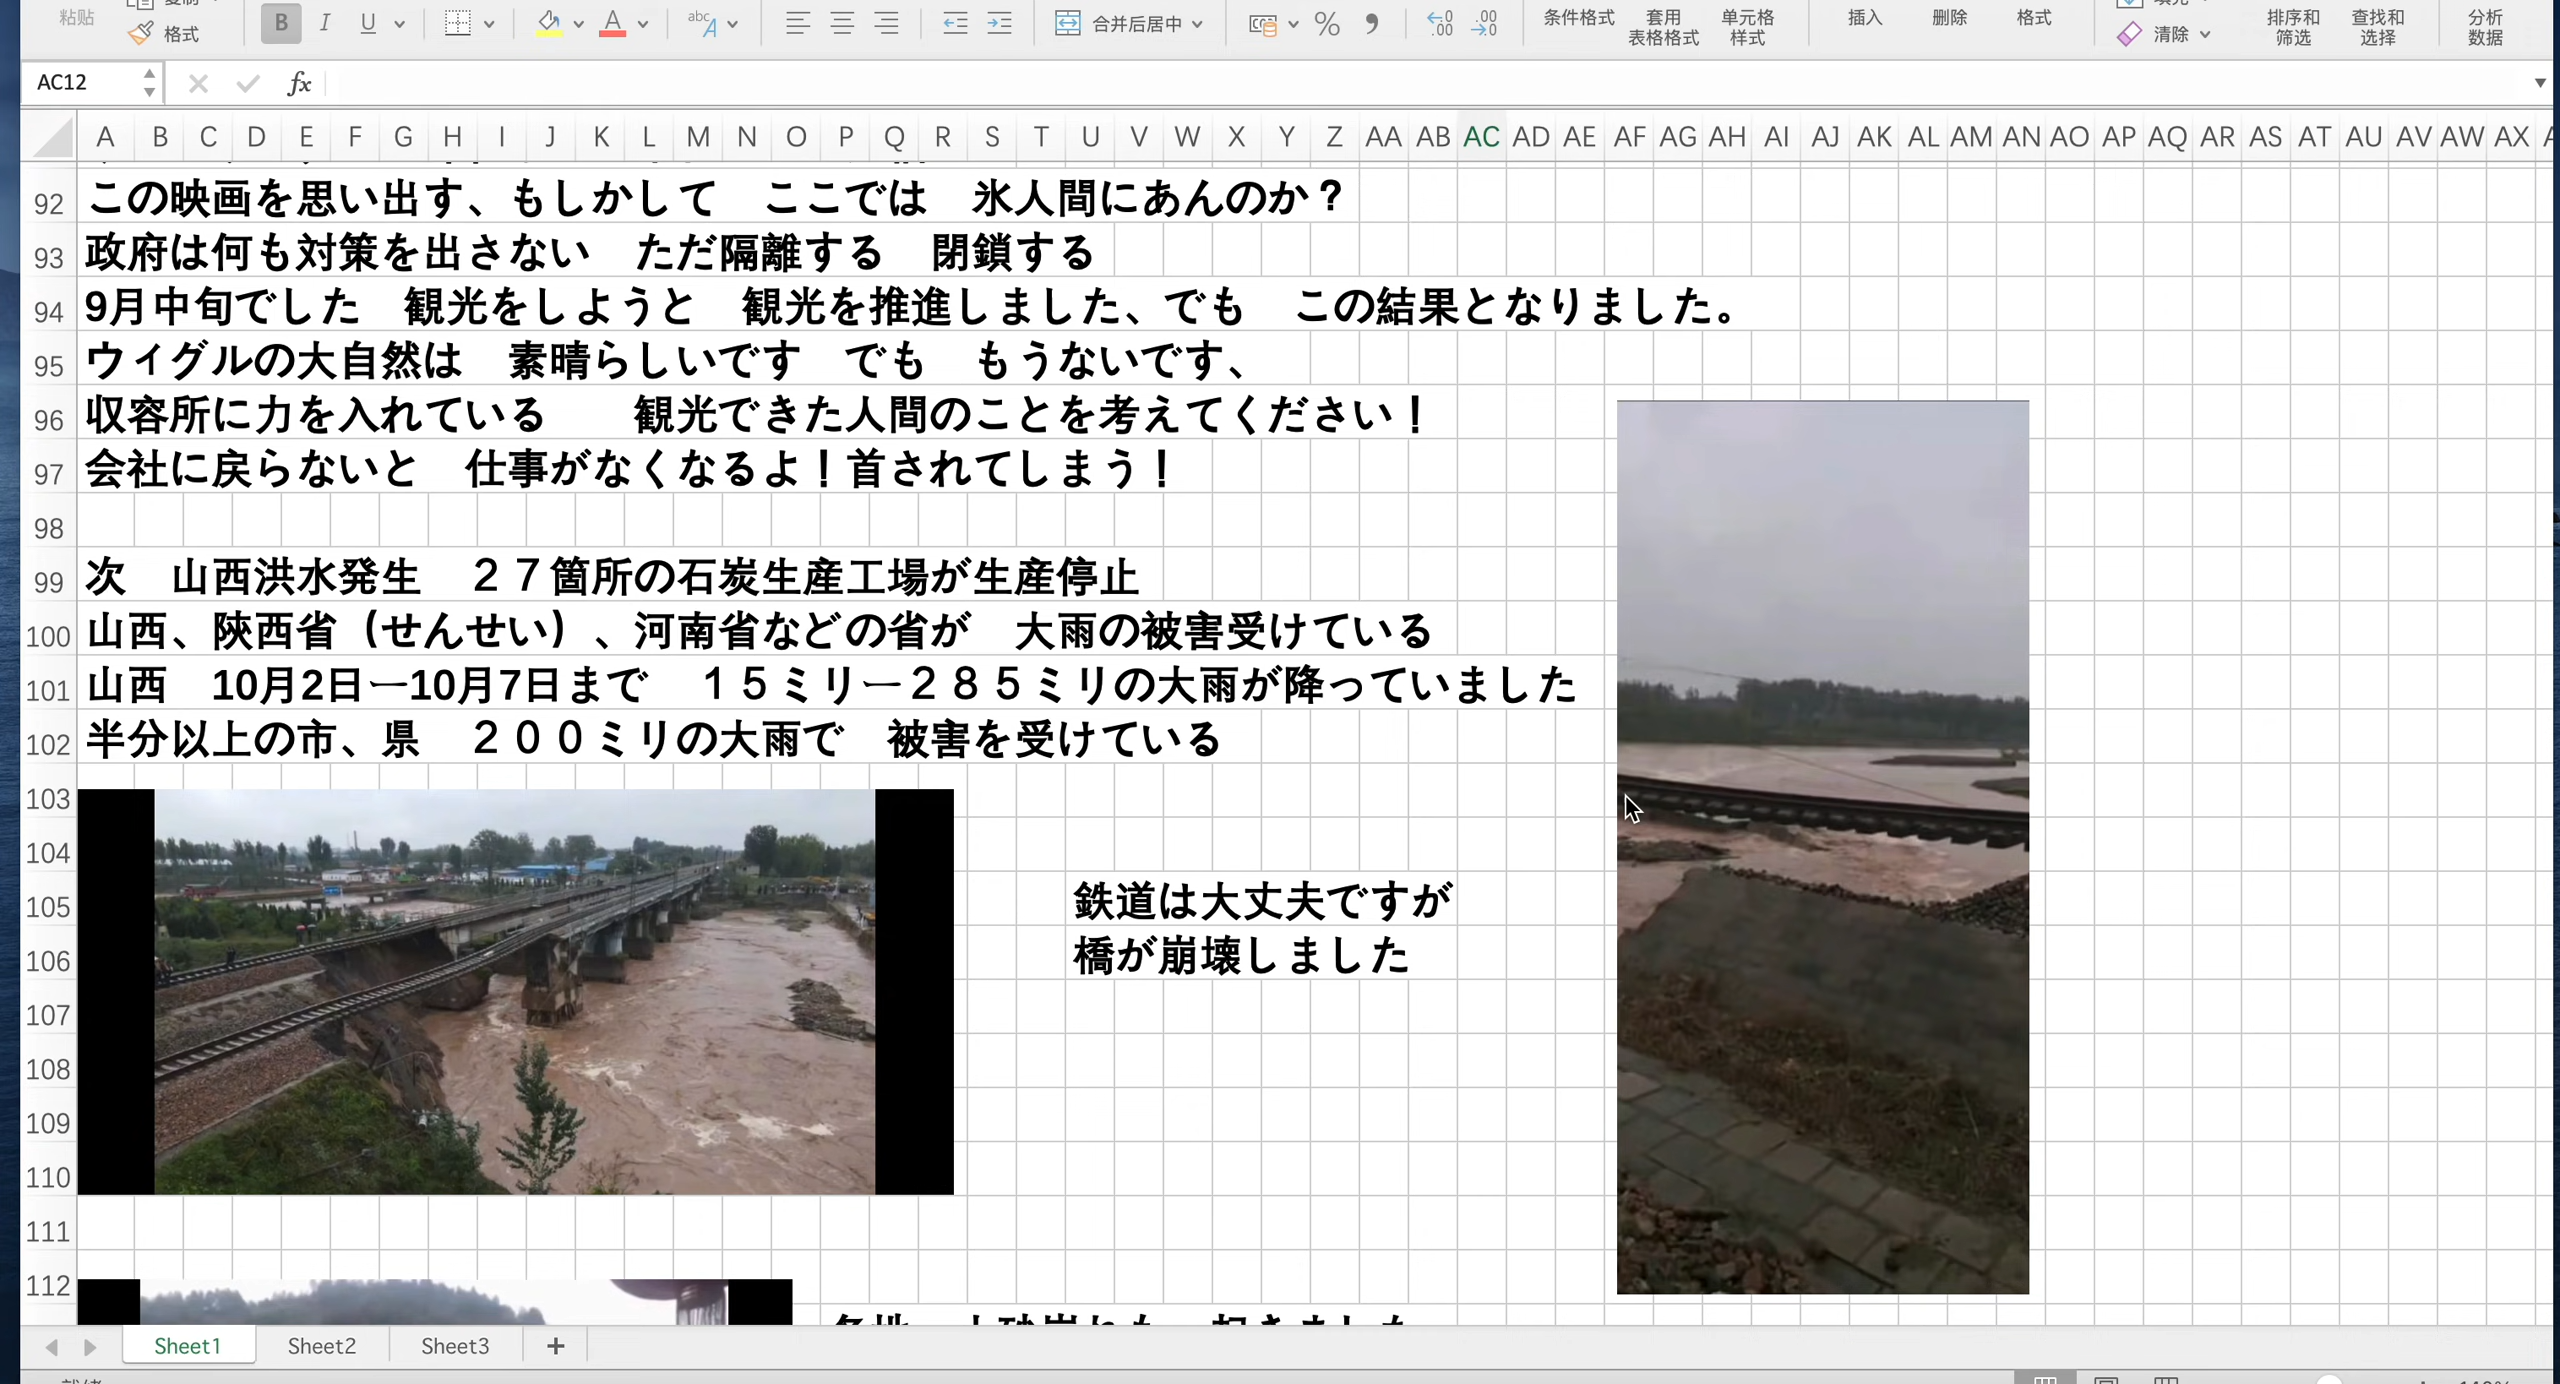 粘贴
格式
B I U
A
abc A
合并后居中
% 
.00
.00
条件格式
套用
表格格式
单元格
样式
插入
删除
格式
清除
排序和
筛选
查找和
选择
分析
数据
AC12
fx
A B C D E F G H I J K L M N O P Q R S T U V W X Y Z AA AB AC AD AE AF AG AH AI AJ AK AL AM AN AO AP AQ AR AS AT AU AV AW AX
92 この映画を思い出す、もしかして　ここでは　氷人間にあんのか？
93 政府は何も対策を出さない　ただ隔離する　閉鎖する
94 9月中旬でした　観光をしようと　観光を推進しました、でも　この結果となりました。
95 ウィグルの大自然は　素晴らしいです　でも　もうないです、
96 収容所に力を入れている　　観光できた人間のことを考えてください！
97 会社に戻らないと　仕事がなくなるよ！首されてしまう！
98
99 次　山西洪水発生　２７箇所の石炭生産工場が生産停止
100 山西、陝西省（せんせい）、河南省などの省が　大雨の被害受けている
101 山西　10月2日ー10月7日まで　１５ミリー２８５ミリの大雨が降っていました
102 半分以上の市、県　２００ミリの大雨で　被害を受けている
103
104
105 鉄道は大丈夫ですが
106 橋が崩壊しました
107
108
109
110
111
112
Sheet1 Sheet2 Sheet3 +